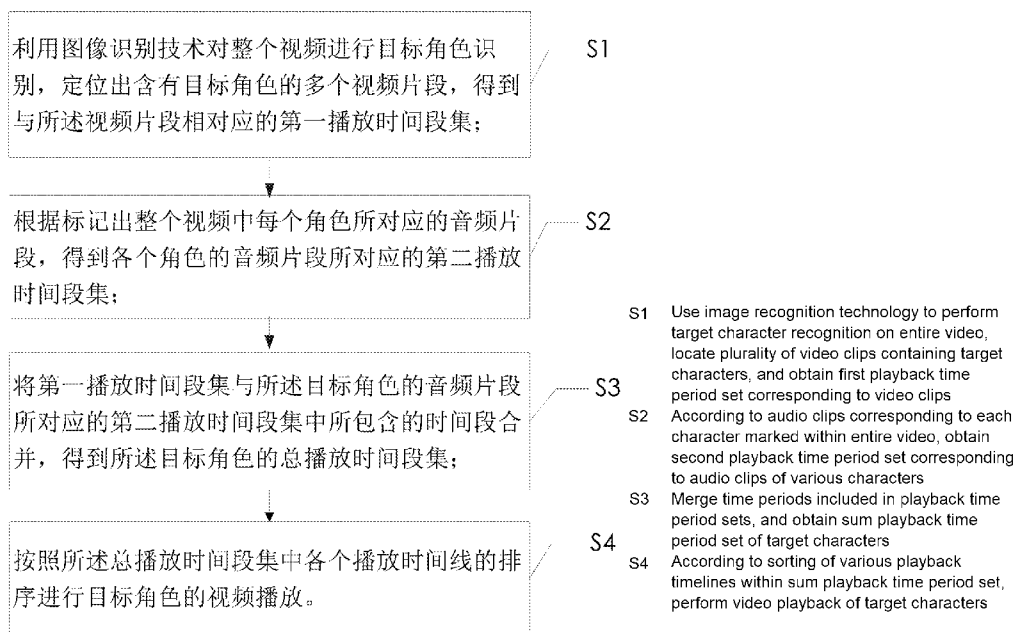 利用图像识别技术对整个视频进行目标角色识
别，定位出含有目标角色的多个视频片段，得到
与所述视频片段相对应的第一播放时间段集；
S1
根据标记出整个视频中每个角色所对应的音频片
段，得到各个角色的音频片段所对应的第二播放
时间段集；
S2
将第一播放时间段集与所述目标角色的音频片段
所对应的第二播放时间段集中所包含的时间段合
并，得到所述目标角色的总播放时间段集；
S3
按照所述总播放时间段集中各个播放时间线的排
序进行目标角色的视频播放。
S4
S1 Use image recognition technology to perform
target character recognition on entire video,
locate plurality of video clips containing target
characters, and obtain first playback time
period set corresponding to video clips
S2 According to audio clips corresponding to each
character marked within entire video, obtain
second playback time period set corresponding
to audio clips of various characters
S3 Merge time periods included in playback time
period sets, and obtain sum playback time
period set of target characters
S4 According to sorting of various playback
timelines within sum playback time period set,
perform video playback of target characters